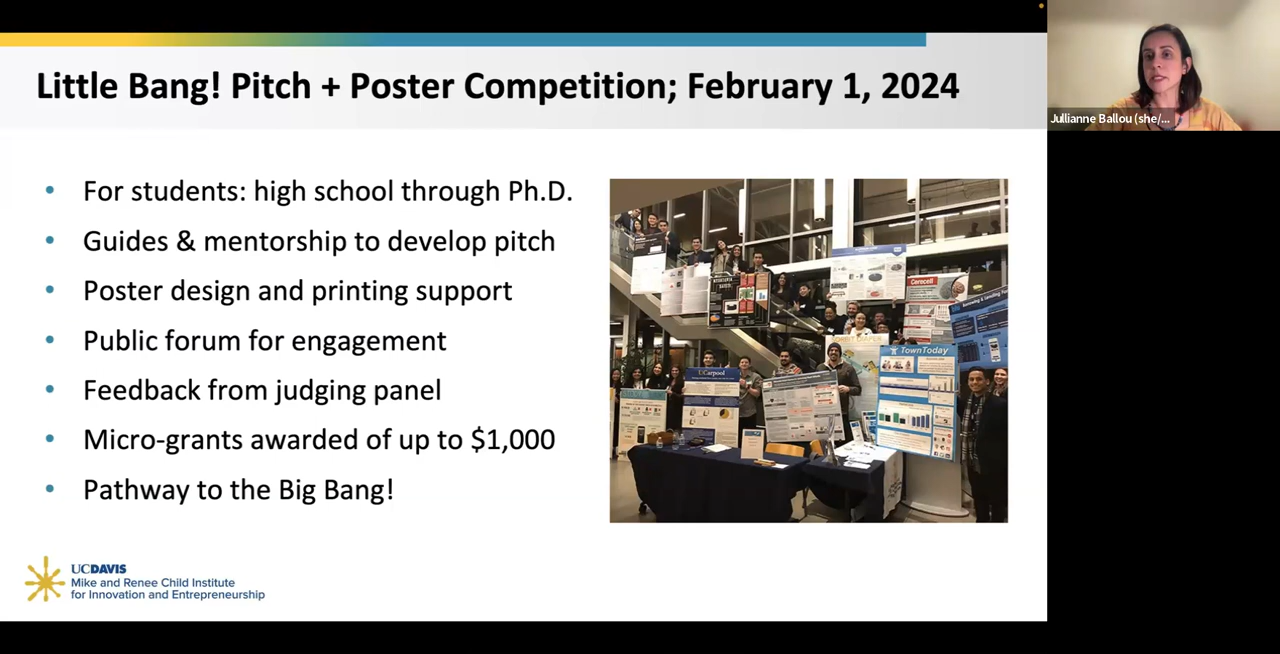 Little Bang! Pitch + Poster Competition; February 1, 2024
Jullianne Ballou (she/...
• For students: high school through Ph.D.
• Guides & mentorship to develop pitch
• Poster design and printing support
• Public forum for engagement
• Feedback from judging panel
• Micro-grants awarded of up to $1,000
• Pathway to the Big Bang!
Cerecell
TownToday
UCarpool
UCDAVIS
Mike and Renee Child Institute
for Innovation and Entrepreneurship